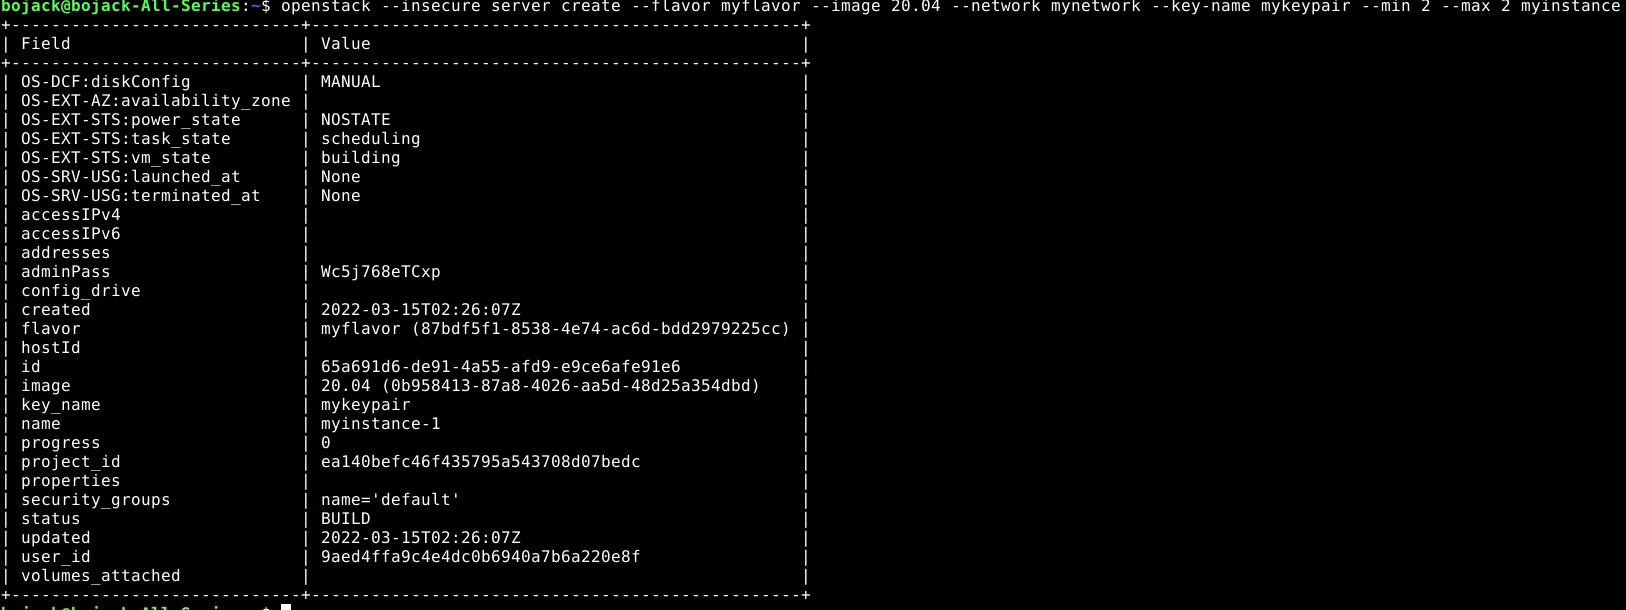 bojack@bojack-All-Series:~$ openstack --insecure server create --flavor myflavor --image 20.04 --network mynetwork --key-name mykeypair --min 2 --max 2 myinstance
+-----------------------------+-------------------------------------------------+
| Field                       | Value                                           |
+-----------------------------+-------------------------------------------------+
| OS-DCF:diskConfig           | MANUAL                                          |
| OS-EXT-AZ:availability_zone |                                                 |
| OS-EXT-STS:power_state      | NOSTATE                                         |
| OS-EXT-STS:task_state       | scheduling                                      |
| OS-EXT-STS:vm_state         | building                                        |
| OS-SRV-USG:launched_at      | None                                            |
| OS-SRV-USG:terminated_at    | None                                            |
| accessIPv4                  |                                                 |
| accessIPv6                  |                                                 |
| addresses                   |                                                 |
| adminPass                   | Wc5j768eTCxp                                    |
| config_drive                |                                                 |
| created                     | 2022-03-15T02:26:07Z                            |
| flavor                      | myflavor (87bdf5f1-8538-4e74-ac6d-bdd2979225cc) |
| hostId                      |                                                 |
| id                          | 65a691d6-de91-4a55-afd9-e9ce6afe91e6            |
| image                       | 20.04 (0b958413-87a8-4026-aa5d-48d25a354dbd)    |
| key_name                    | mykeypair                                       |
| name                        | myinstance-1                                    |
| progress                    | 0                                               |
| project_id                  | ea140befc46f435795a543708d07bedc                |
| properties                  |                                                 |
| security_groups             | name='default'                                  |
| status                      | BUILD                                           |
| updated                     | 2022-03-15T02:26:07Z                            |
| user_id                     | 9aed4ffa9c4e4dc0b6940a7b6a220e8f                |
| volumes_attached            |                                                 |
+-----------------------------+-------------------------------------------------+
bojack@bojack-All-Series:~$